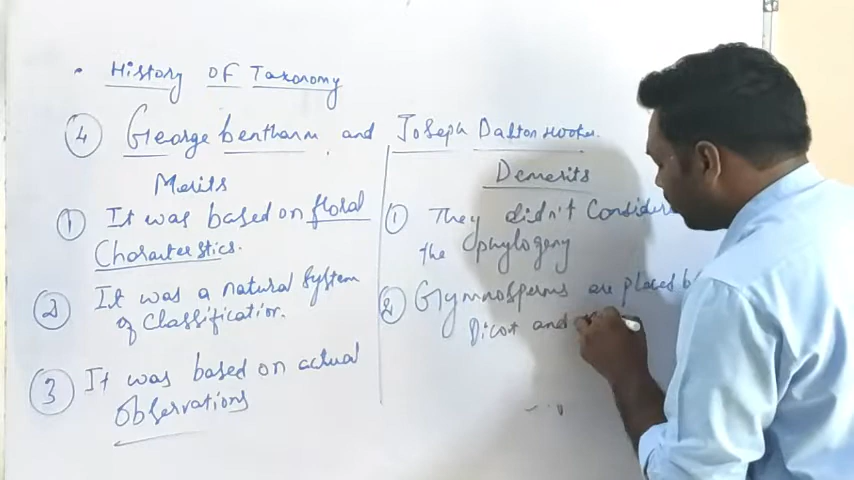 • History OF Taxonomy
④ George bentham and Joseph Dalton Hooker.
Merits
① It was based on floral
Characterstics.
② It was a natural system
of classification.
③ It was based on actual
Observations
Demerits
① They didn't Consider
the phylogeny
② Gymnosperms are placed b
Dicot and